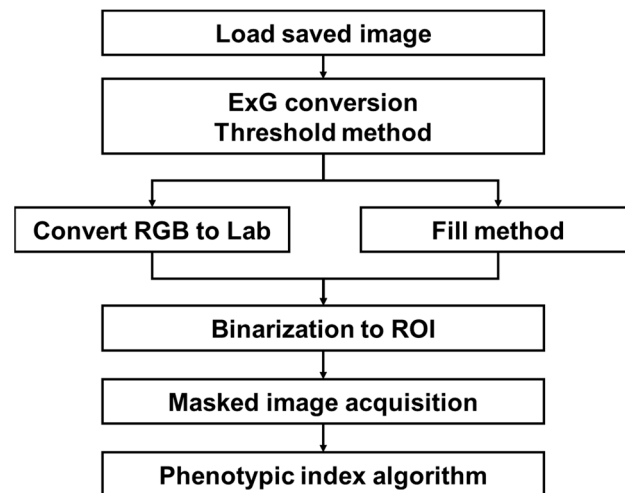 Load saved image
ExG conversion
Threshold method
Convert RGB to Lab
Fill method
Binarization to ROI
Masked image acquisition
Phenotypic index algorithm